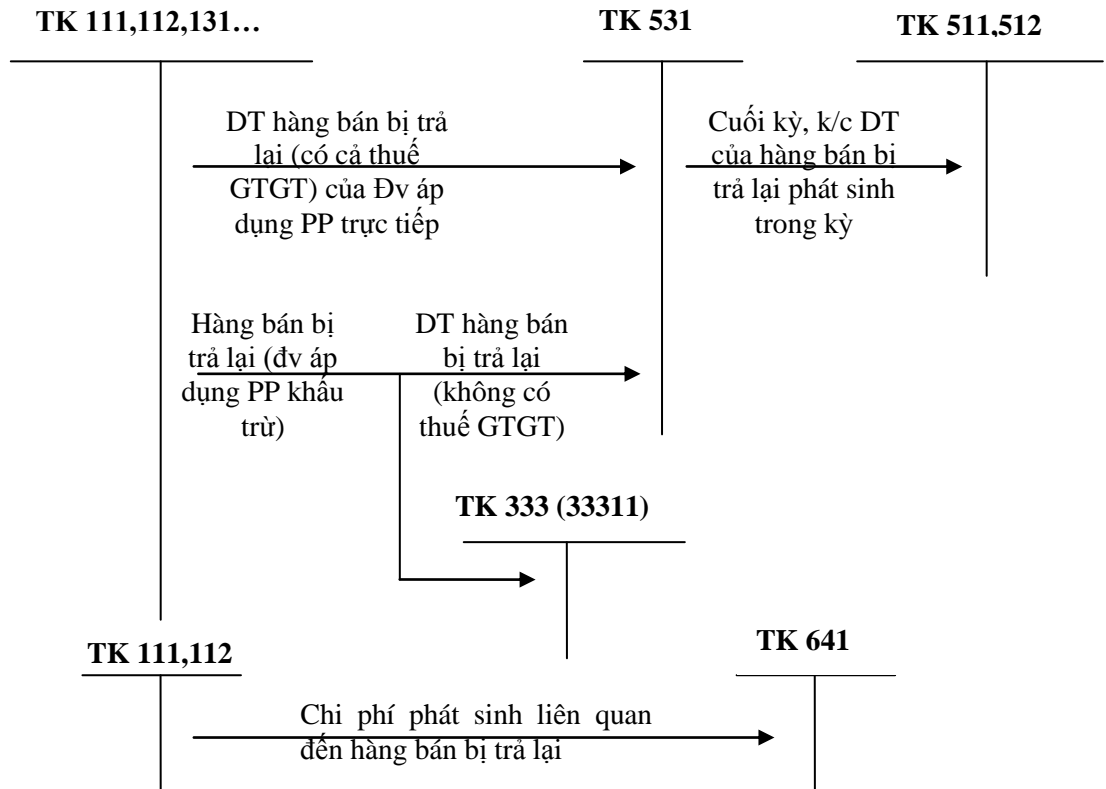 TK 111,112,131…
TK 531
TK 511,512
DT hàng bán bị trả
lại (có cả thuế
GTGT) của Đv áp
dụng PP trực tiếp
Cuối kỳ, k/c DT
của hàng bán bị
trả lại phát sinh
trong kỳ
Hàng bán bị
trả lại (đv áp
dụng PP khấu
trừ)
DT hàng bán
bị trả lại
(không có
thuế GTGT)
TK 333 (33311)
TK 111,112
TK 641
Chi phí phát sinh liên quan
đến hàng bán bị trả lại